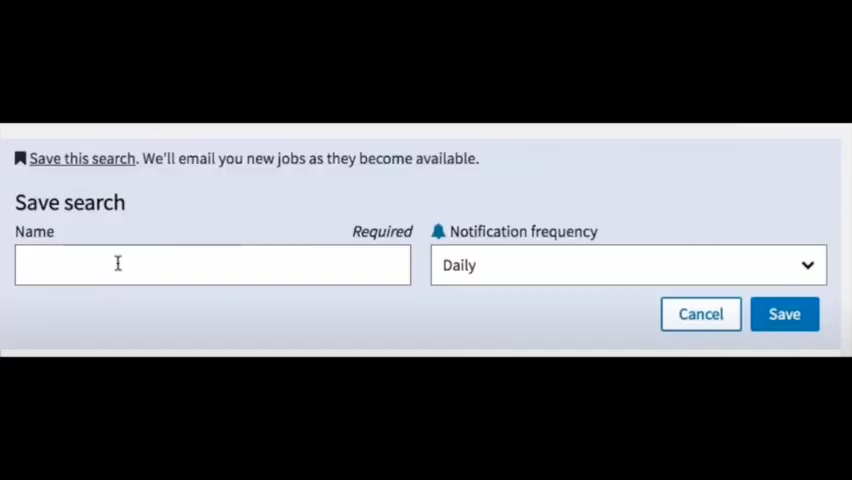 Save this search. We'll email you new jobs as they become available.
Save search
Name Required
Notification frequency
Daily
Cancel Save